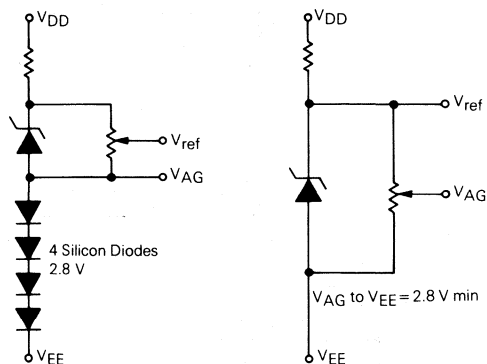 VDD
Vref
VAG
4 Silicon Diodes
2.8 V
VEE
VDD
Vref
VAG
VAG to VEE = 2.8 V min
VEE